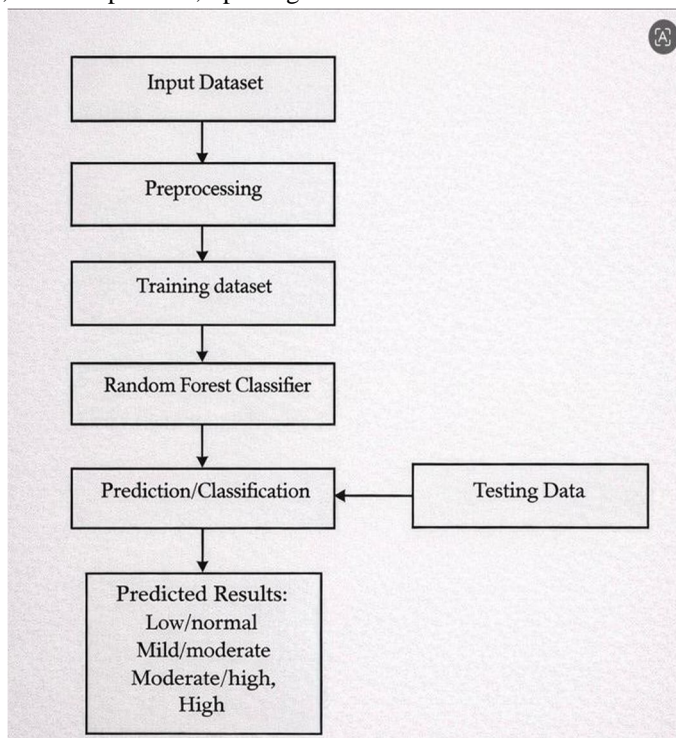 Input Dataset
Preprocessing
Training dataset
Random Forest Classifier
Prediction/Classification
Testing Data
Predicted Results:
Low/normal
Mild/moderate
Moderate/high,
High